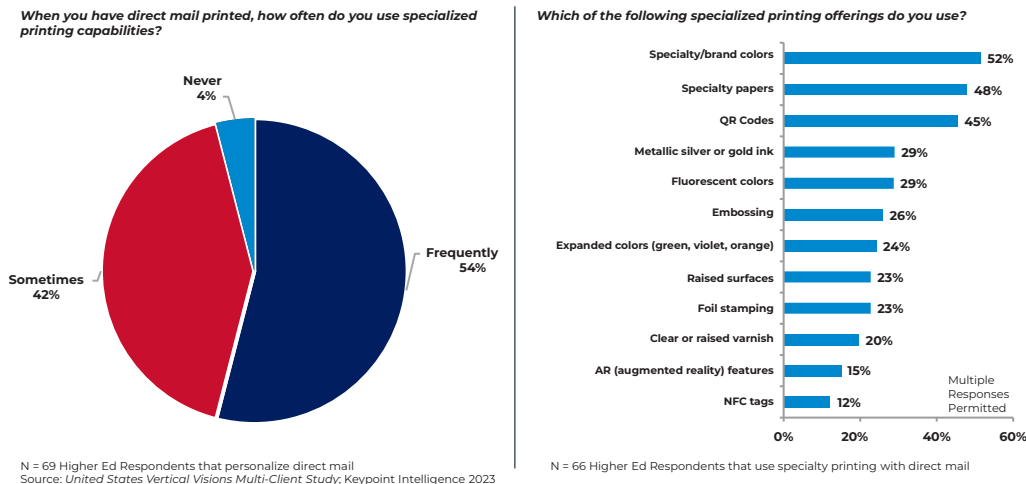 When you have direct mail printed, how often do you use specialized
printing capabilities?
Never
4%
Sometimes
42%
Frequently
54%
N = 69 Higher Ed Respondents that personalize direct mail
Source: United States Vertical Visions Multi-Client Study; Keypoint Intelligence 2023
Which of the following specialized printing offerings do you use?
Specialty/brand colors 52%
Specialty papers 48%
QR Codes 45%
Metallic silver or gold ink 29%
Fluorescent colors 29%
Embossing 26%
Expanded colors (green, violet, orange) 24%
Raised surfaces 23%
Foil stamping 23%
Clear or raised varnish 20%
AR (augmented reality) features 15%
NFC tags 12%
Multiple
Responses
Permitted
0% 20% 40% 60%
N = 66 Higher Ed Respondents that use specialty printing with direct mail